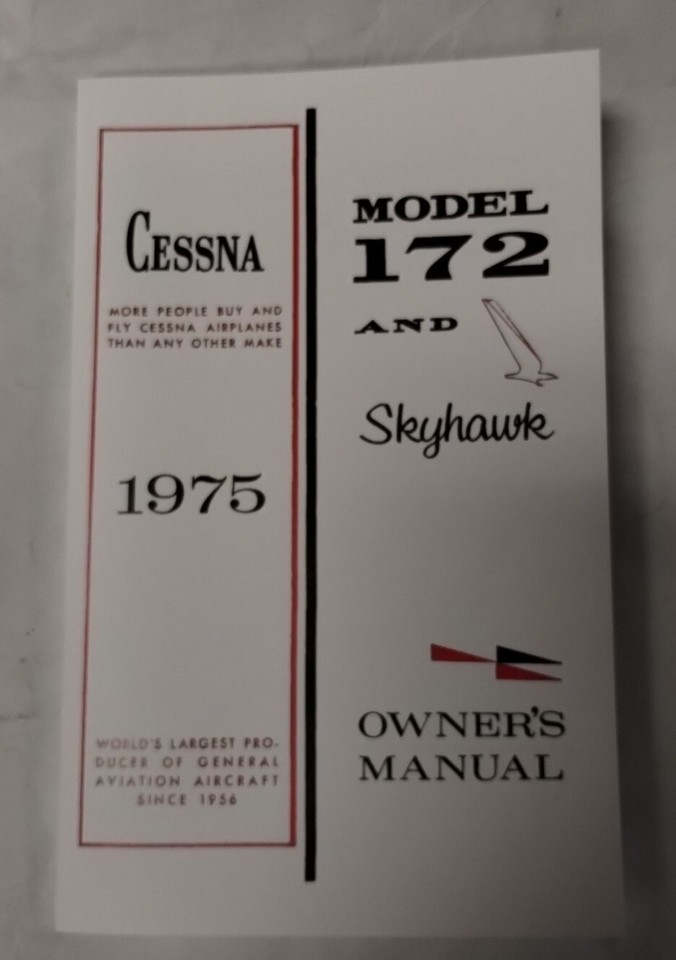 CESSNA
MORE PEOPLE BUY AND
FLY CESSNA AIRPLANES
THAN ANY OTHER MAKE
1975
WORLD'S LARGEST PRO-
DUCER OF GENERAL
AVIATION AIRCRAFT
SINCE 1956
MODEL
172
AND
Skyhawk
OWNER'S
MANUAL